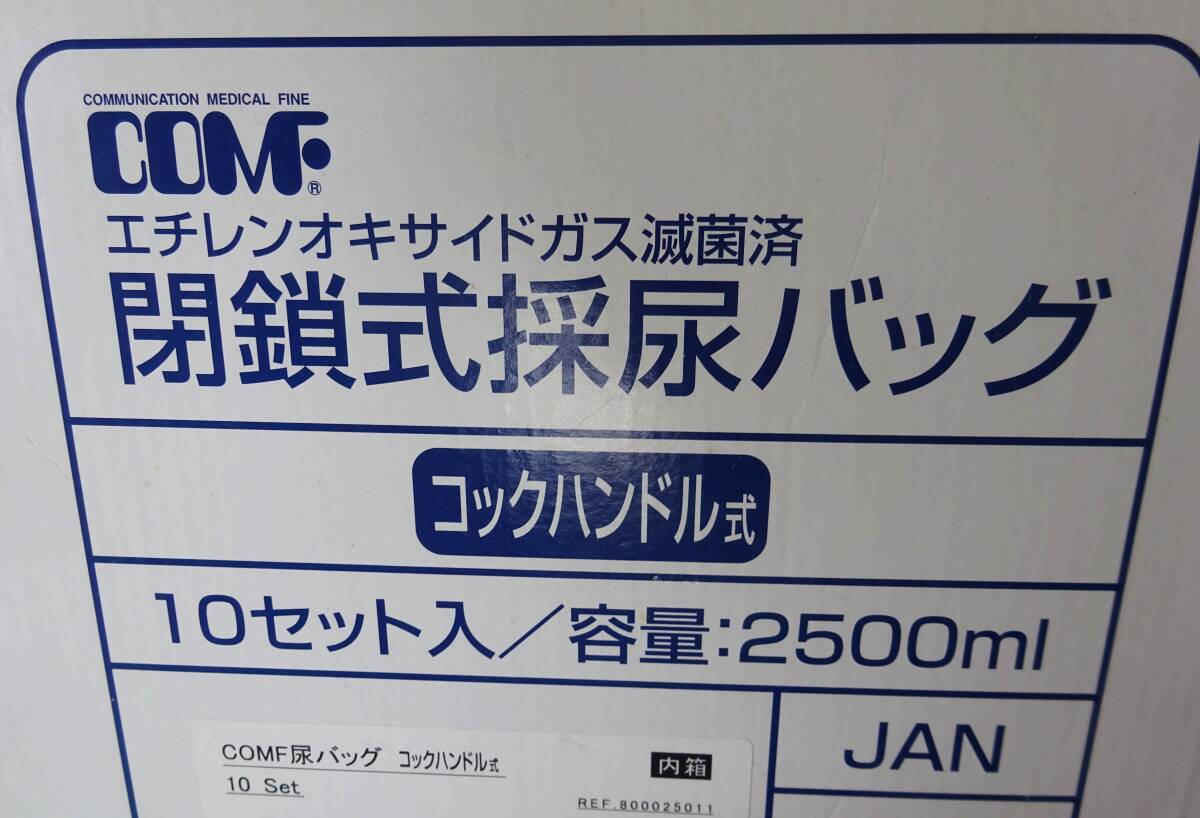 COMMUNICATION MEDICAL FINE
COMF®
エチレンオキサイドガス滅菌済
閉鎖式採尿バッグ
コックハンドル式
10セット入／容量:2500ml
JAN
COMF尿バッグ コックハンドル式 内箱
10 Set
REF.800025011